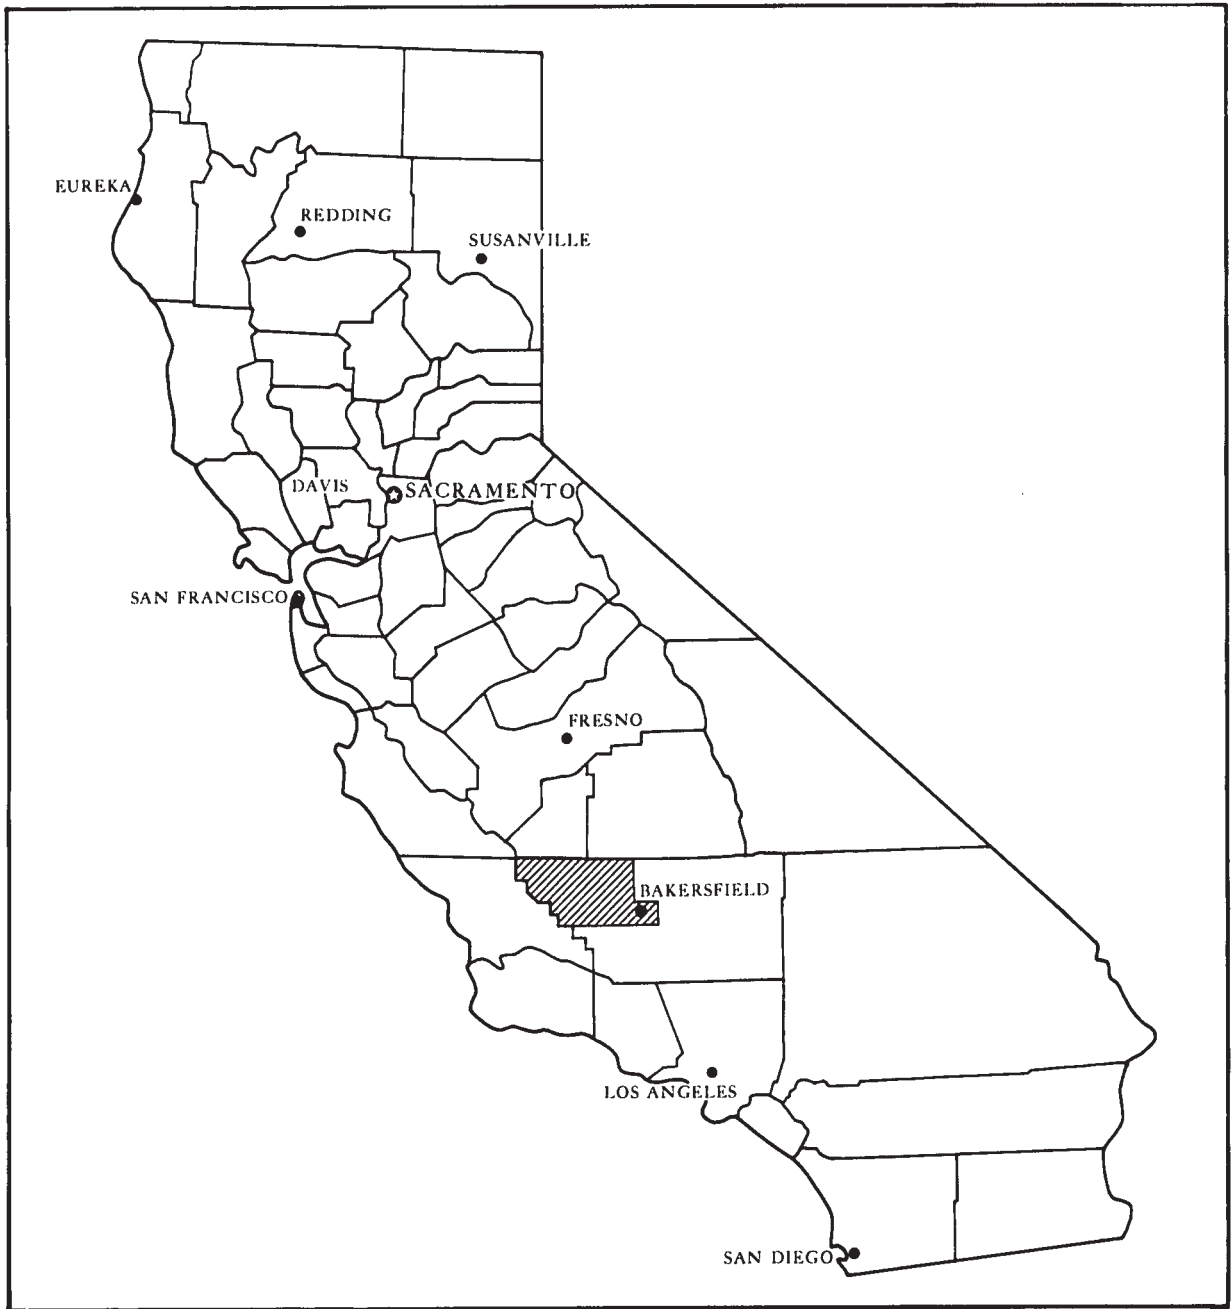 EUREKA
REDDING
SUSANVILLE
DAVIS
SACRAMENTO
SAN FRANCISCO
FRESNO
BAKERSFIELD
LOS ANGELES
SAN DIEGO